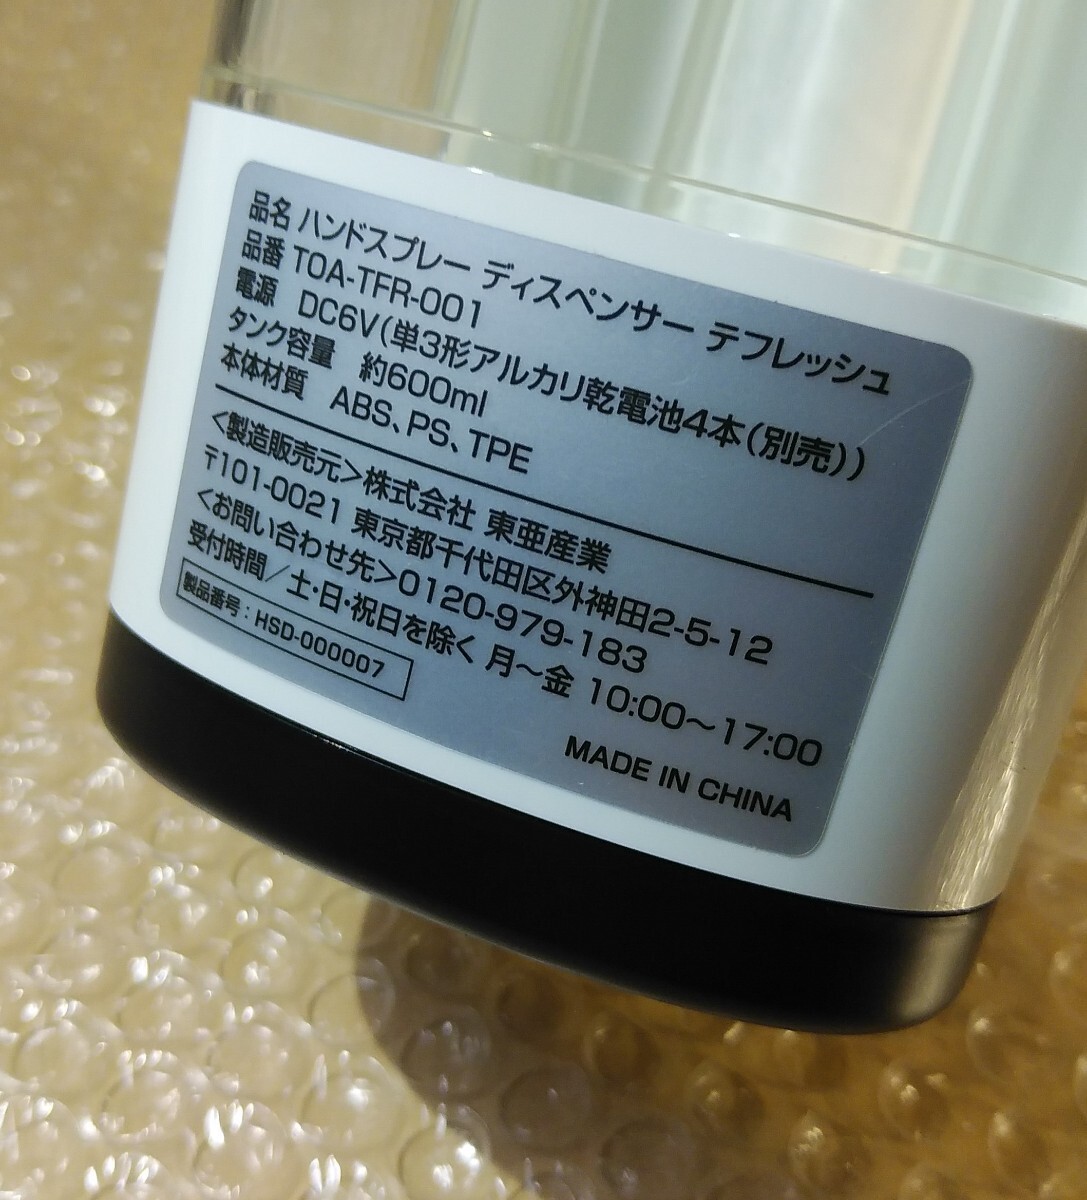 品名 ハンドスプレー ディスペンサー テフレッシュ
品番 TOA-TFR-001
電源 DC6V(単3形アルカリ乾電池4本(別売))
タンク容量 約600ml
本体材質 ABS、PS、TPE
<製造販売元>株式会社 東亜産業
〒101-0021 東京都千代田区外神田2-5-12
<お問い合わせ先>0120-979-183
受付時間/土・日・祝日を除く 月~金 10:00~17:00
製品番号:HSD-000007
MADE IN CHINA